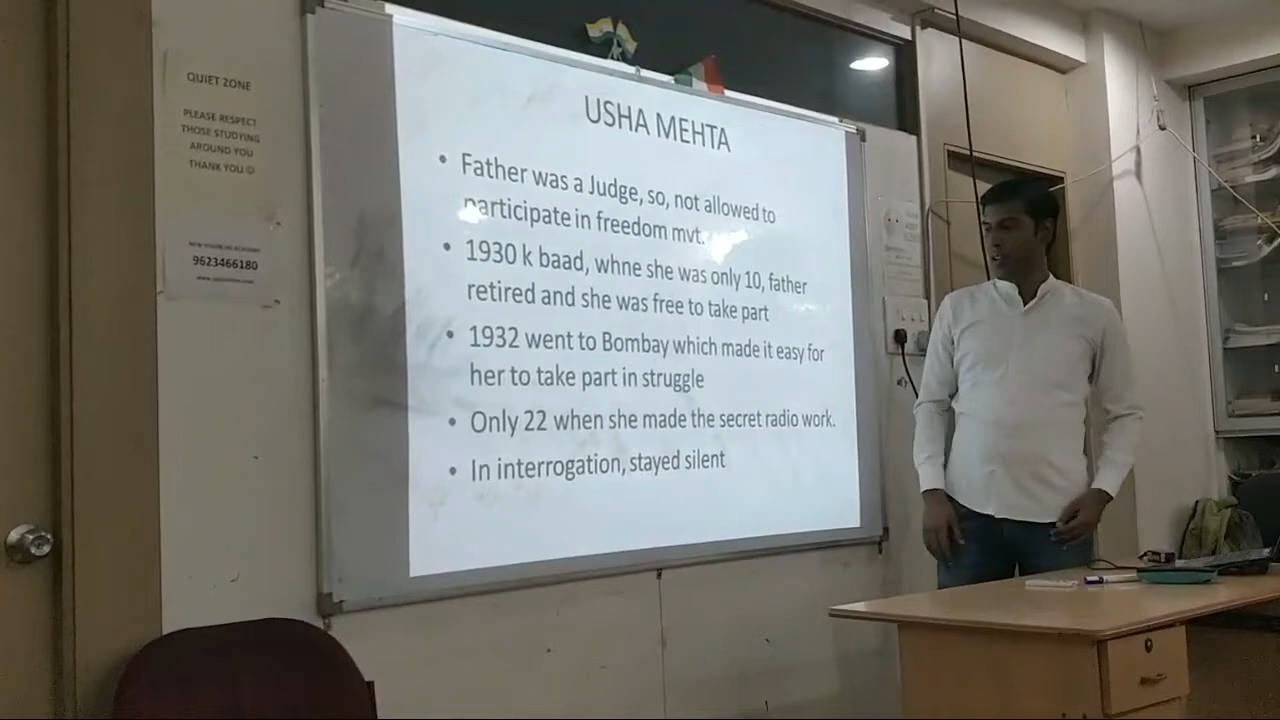 QUIET ZONE
PLEASE RESPECT
THOSE STUDYING
AROUND YOU
THANK YOU ☺
9623466180
USHA MEHTA
• Father was a Judge, so, not allowed to
participate in freedom mvt.
• 1930 k baad, whne she was only 10, father
retired and she was free to take part
• 1932 went to Bombay which made it easy for
her to take part in struggle
• Only 22 when she made the secret radio work.
• In interrogation, stayed silent